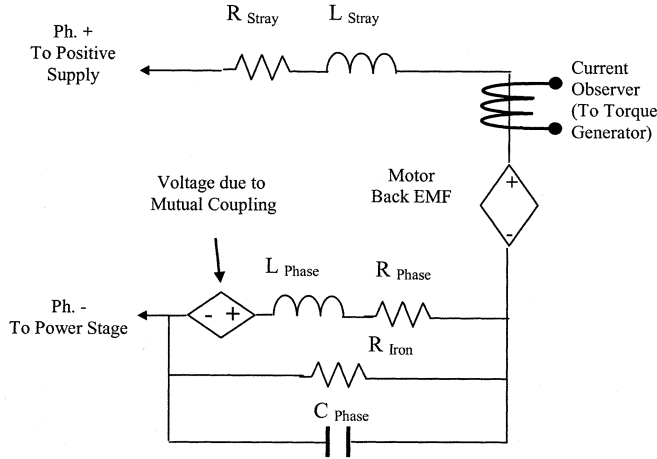 R Stray
L Stray
Ph. +
To Positive
Supply
Current
Observer
(To Torque
Generator)
Motor
Back EMF
+
-
Voltage due to
Mutual Coupling
L Phase
R Phase
Ph. -
To Power Stage
- +
R Iron
C Phase